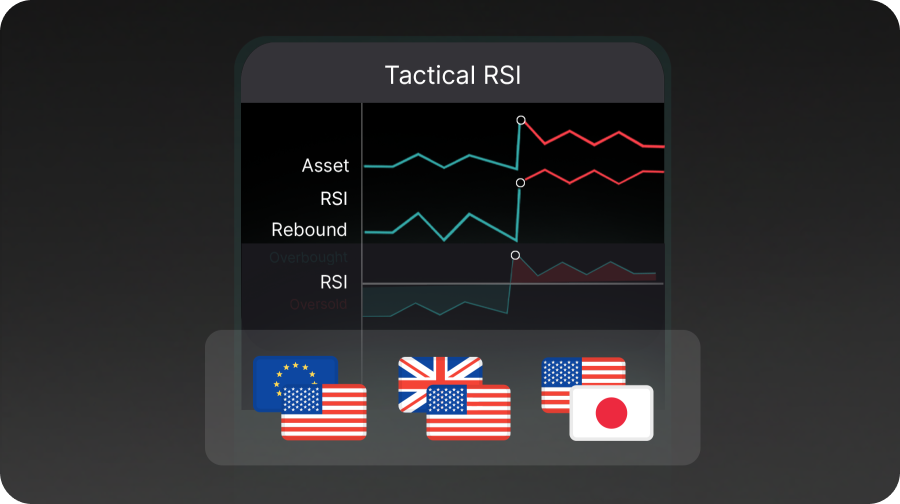 Tactical RSI
Asset
RSI
Rebound
Overbought
RSI
Oversold